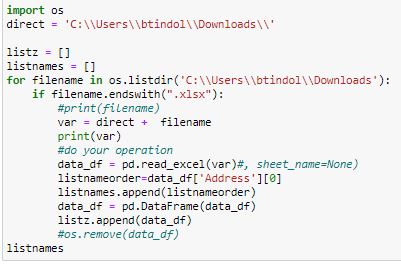 import os
direct = 'C:\\Users\\btindol\\Downloads\\'
listz = []
listnames = []
for filename in os.listdir('C:\\Users\\btindol\\Downloads'):
    if filename.endswith(".xlsx"):
        #print(filename)
        var = direct +  filename
        print(var)
        #do your operation
        data_df = pd.read_excel(var)#, sheet_name=None)
        listnameorder=data_df['Address'][0]
        listnames.append(listnameorder)
        data_df = pd.DataFrame(data_df)
        listz.append(data_df)
        #os.remove(data_df)
listnames